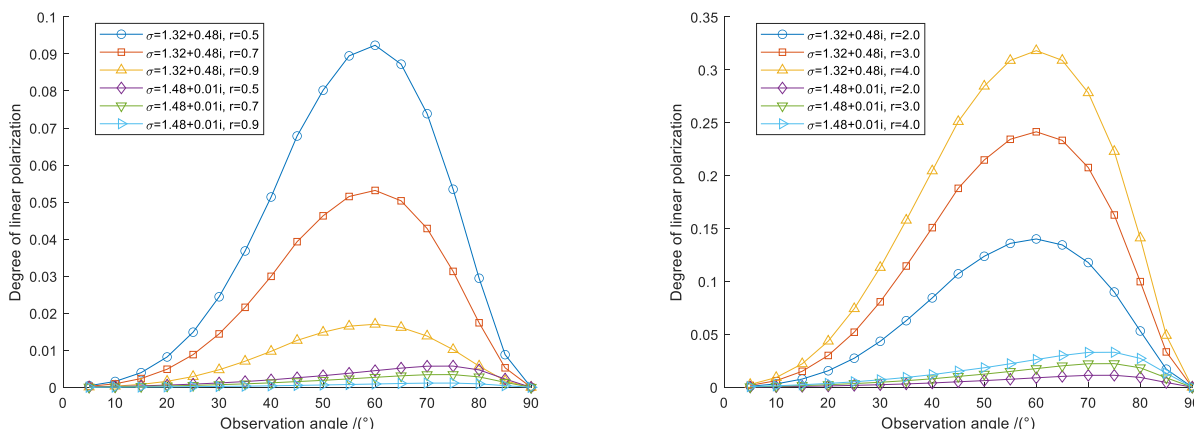 0.1
0.09
0.08
0.07
0.06
0.05
0.04
0.03
0.02
0.01
0
Degree of linear polarization
σ=1.32+0.48i, r=0.5
σ=1.32+0.48i, r=0.7
σ=1.32+0.48i, r=0.9
σ=1.48+0.01i, r=0.5
σ=1.48+0.01i, r=0.7
σ=1.48+0.01i, r=0.9
0 10 20 30 40 50 60 70 80 90
Observation angle /(°)
0.35
0.3
0.25
0.2
0.15
0.1
0.05
0
Degree of linear polarization
σ=1.32+0.48i, r=2.0
σ=1.32+0.48i, r=3.0
σ=1.32+0.48i, r=4.0
σ=1.48+0.01i, r=2.0
σ=1.48+0.01i, r=3.0
σ=1.48+0.01i, r=4.0
0 10 20 30 40 50 60 70 80 90
Observation angle /(°)